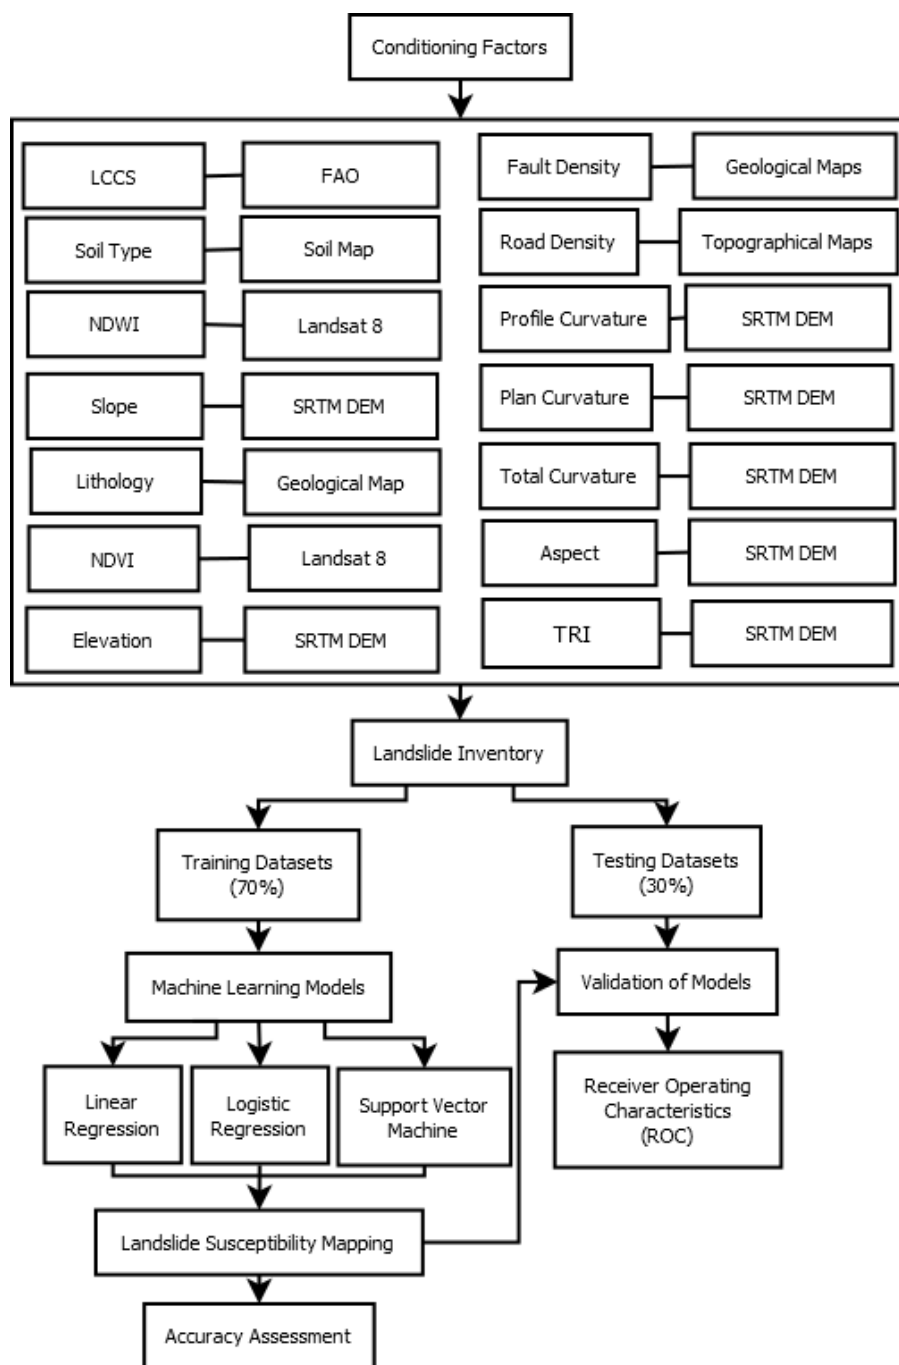 Conditioning Factors
LCCS
FAO
Soil Type
Soil Map
NDWI
Landsat 8
Slope
SRTM DEM
Lithology
Geological Map
NDVI
Landsat 8
Elevation
SRTM DEM
Fault Density
Geological Maps
Road Density
Topographical Maps
Profile Curvature
SRTM DEM
Plan Curvature
SRTM DEM
Total Curvature
SRTM DEM
Aspect
SRTM DEM
TRI
SRTM DEM
Landslide Inventory
Training Datasets
(70%)
Testing Datasets
(30%)
Machine Learning Models
Validation of Models
Linear
Regression
Logistic
Regression
Support Vector
Machine
Receiver Operating
Characteristics
(ROC)
Landslide Susceptibility Mapping
Accuracy Assessment